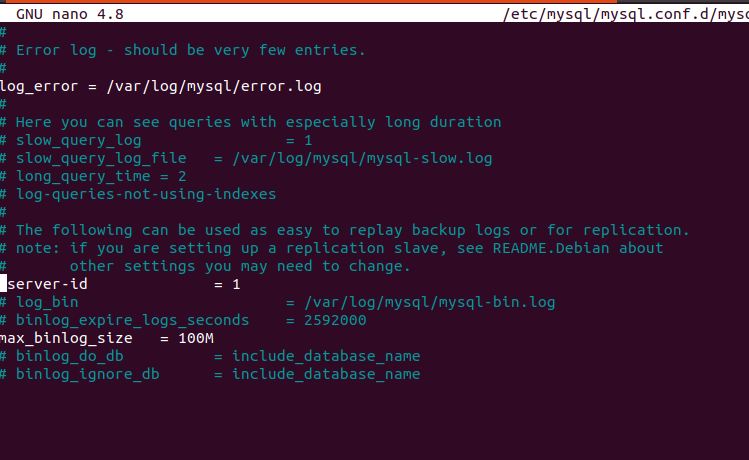 GNU nano 4.8 /etc/mysql/mysql.conf.d/mys
#
# Error log - should be very few entries.
#
log_error = /var/log/mysql/error.log
#
# Here you can see queries with especially long duration
# slow_query_log = 1
# slow_query_log_file = /var/log/mysql/mysql-slow.log
# long_query_time = 2
# log-queries-not-using-indexes
#
# The following can be used as easy to replay backup logs or for replication.
# note: if you are setting up a replication slave, see README.Debian about
# other settings you may need to change.
server-id = 1
# log_bin = /var/log/mysql/mysql-bin.log
# binlog_expire_logs_seconds = 2592000
max_binlog_size = 100M
# binlog_do_db = include_database_name
# binlog_ignore_db = include_database_name